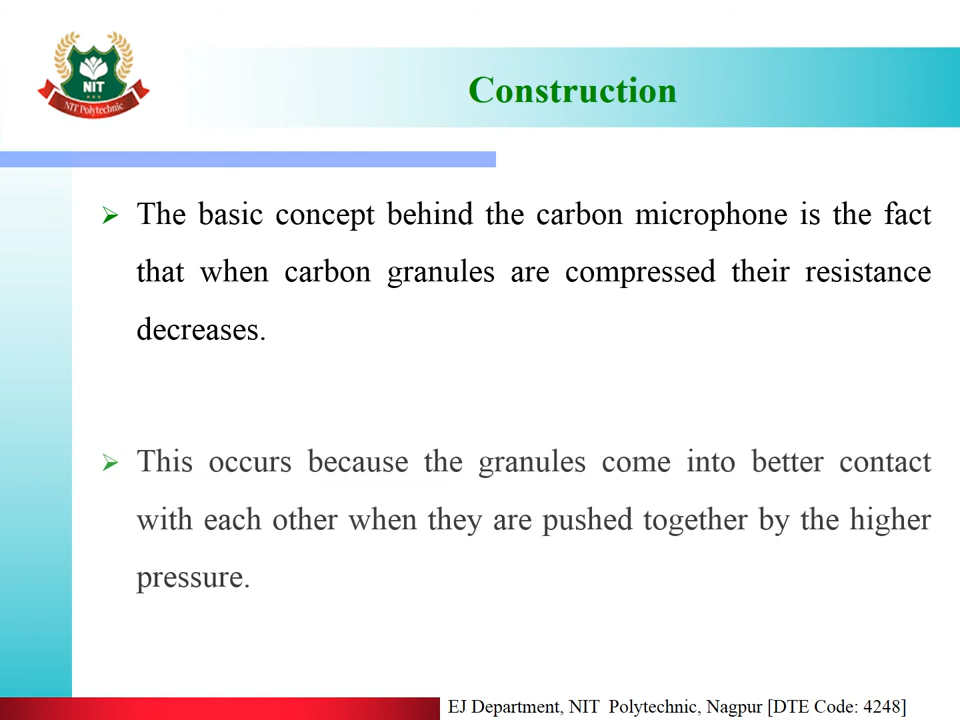 NIT
NIT Polytechnic
Construction
The basic concept behind the carbon microphone is the fact
that when carbon granules are compressed their resistance
decreases.
This occurs because the granules come into better contact
with each other when they are pushed together by the higher
pressure.
EJ Department, NIT Polytechnic, Nagpur [DTE Code: 4248]